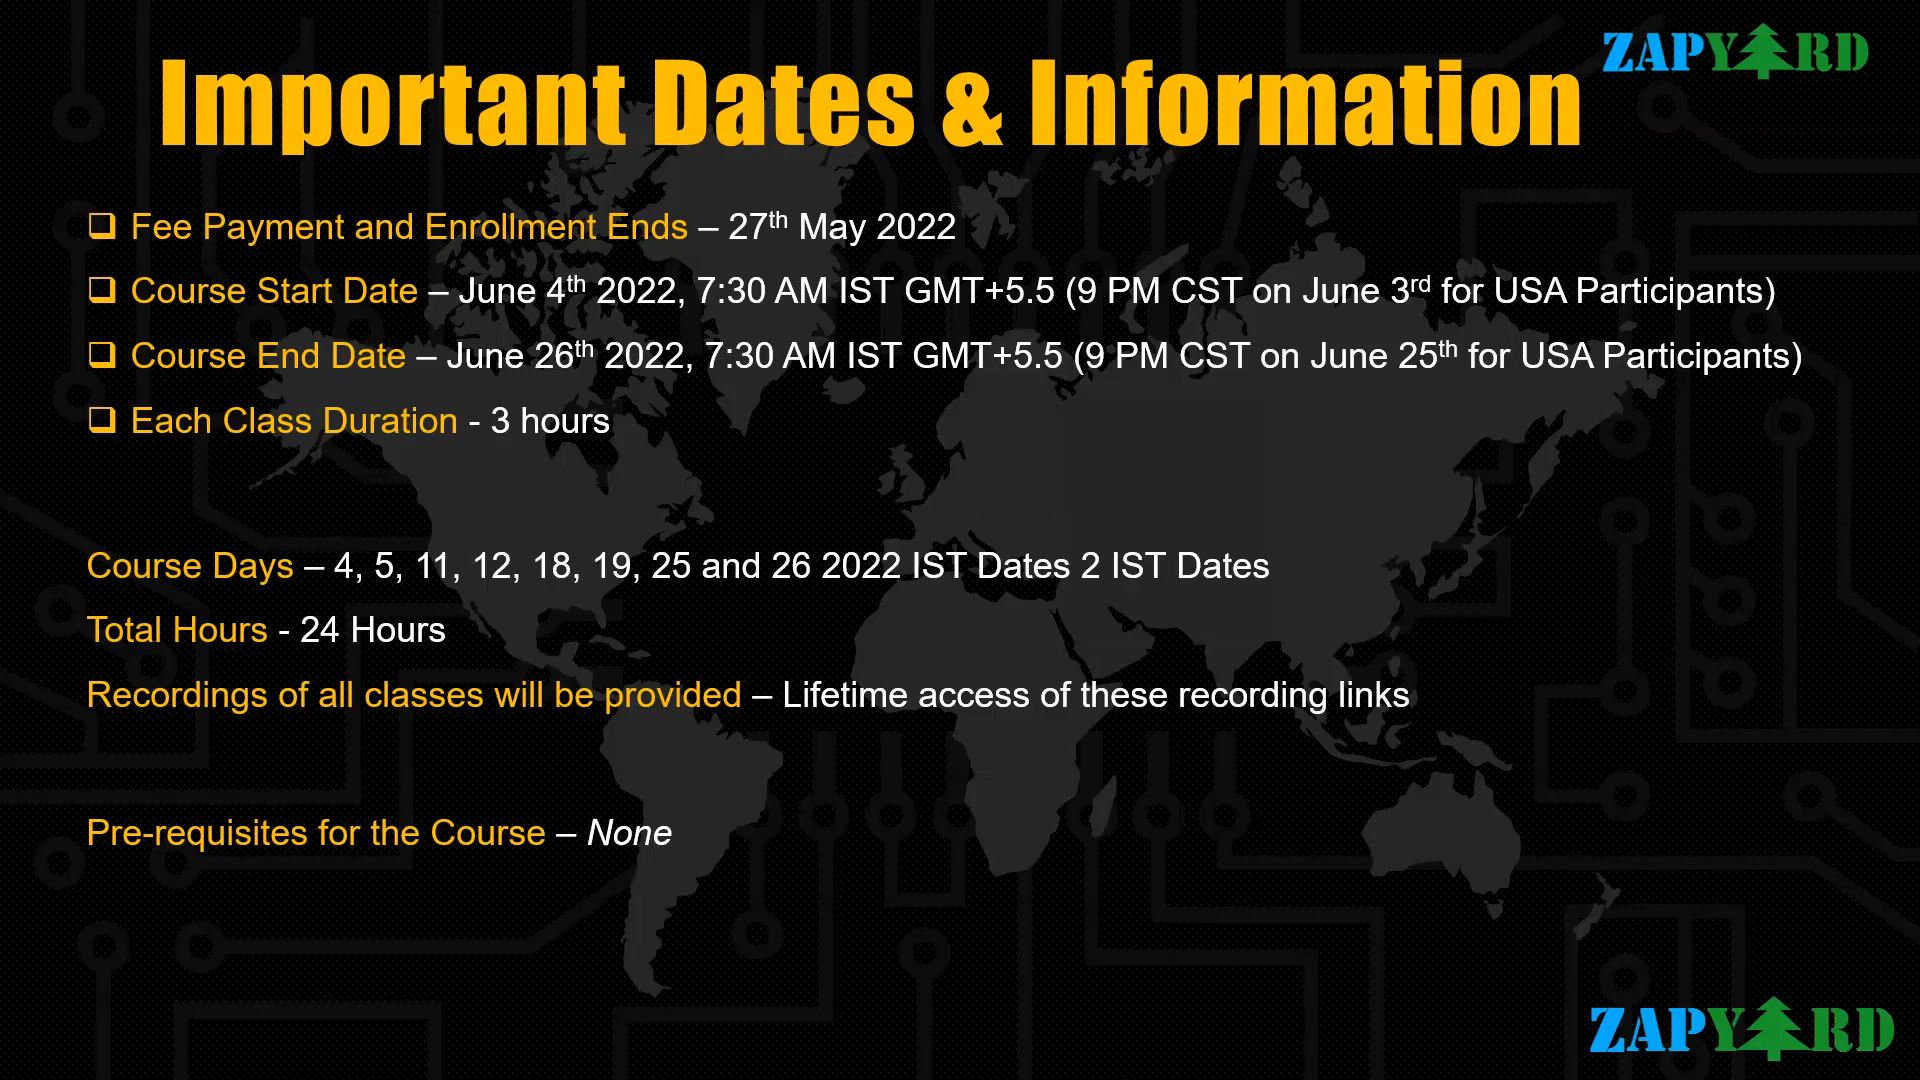 ZAPYARD
Important Dates & Information
❑ Fee Payment and Enrollment Ends – 27th May 2022
❑ Course Start Date – June 4th 2022, 7:30 AM IST GMT+5.5 (9 PM CST on June 3rd for USA Participants)
❑ Course End Date – June 26th 2022, 7:30 AM IST GMT+5.5 (9 PM CST on June 25th for USA Participants)
❑ Each Class Duration - 3 hours
Course Days – 4, 5, 11, 12, 18, 19, 25 and 26 2022 IST Dates 2 IST Dates
Total Hours - 24 Hours
Recordings of all classes will be provided – Lifetime access of these recording links
Pre-requisites for the Course – None
ZAPYARD